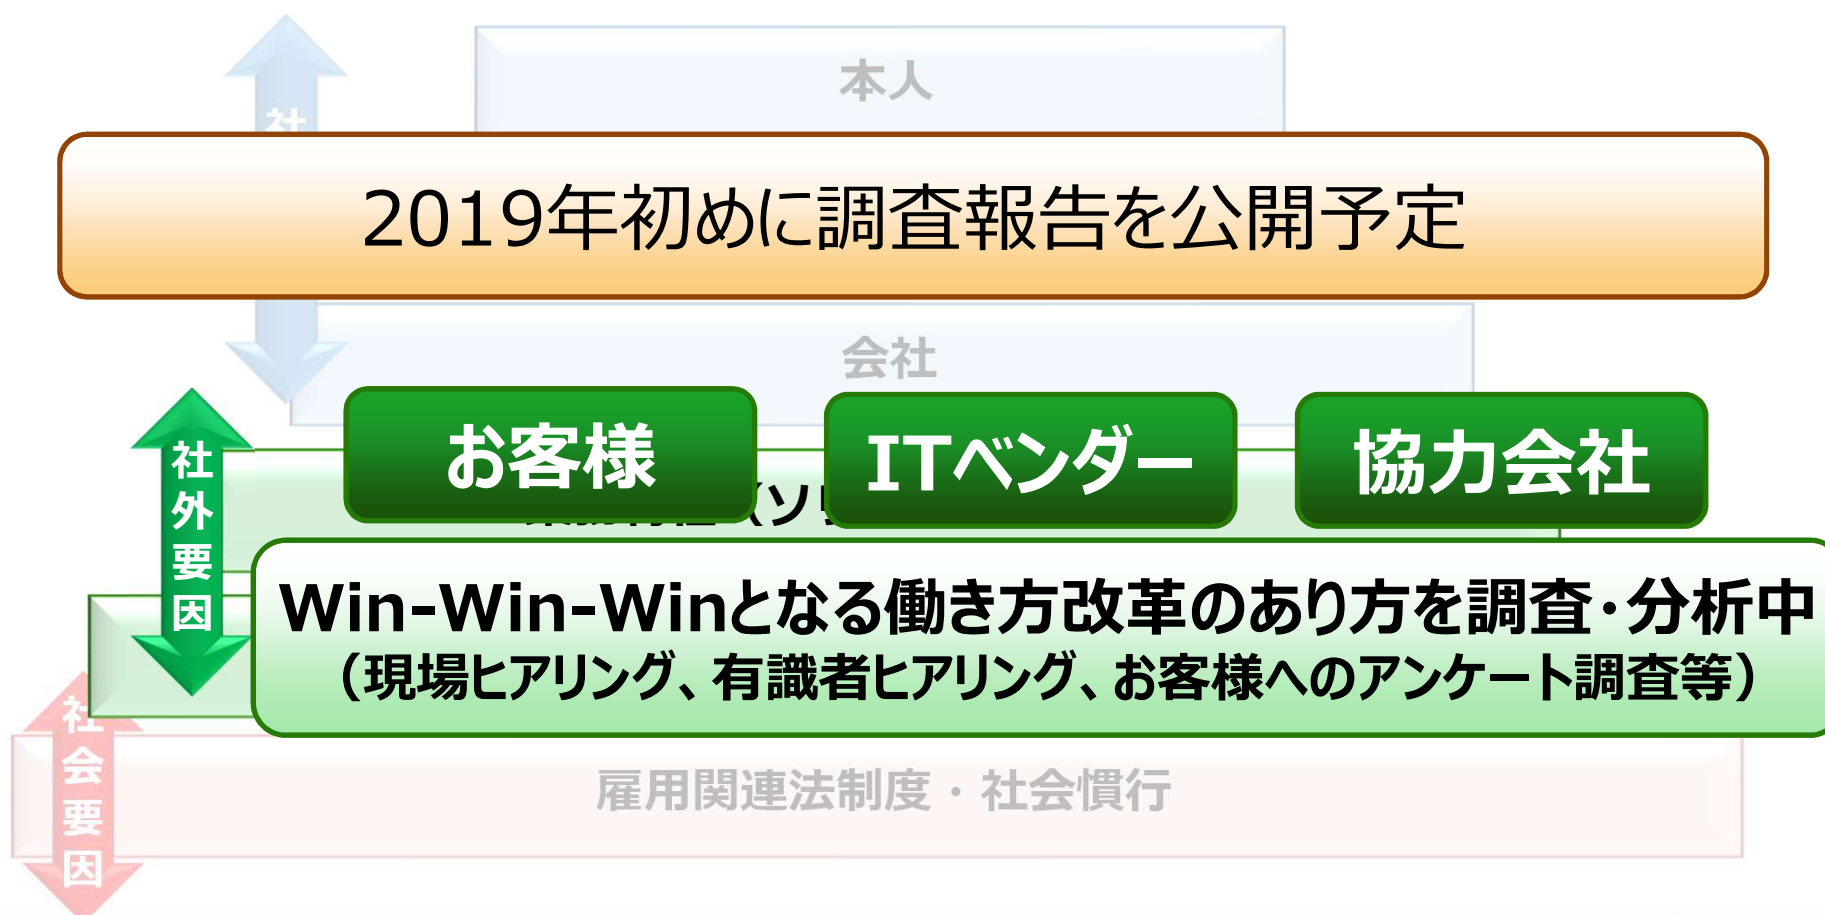 本人
社
2019年初めに調査報告を公開予定
会社
お客様
ITベンダー
協力会社
社外要因
Win-Win-Winとなる働き方改革のあり方を調査・分析中
（現場ヒアリング、有識者ヒアリング、お客様へのアンケート調査等）
社会要因
雇用関連法制度・社会慣行